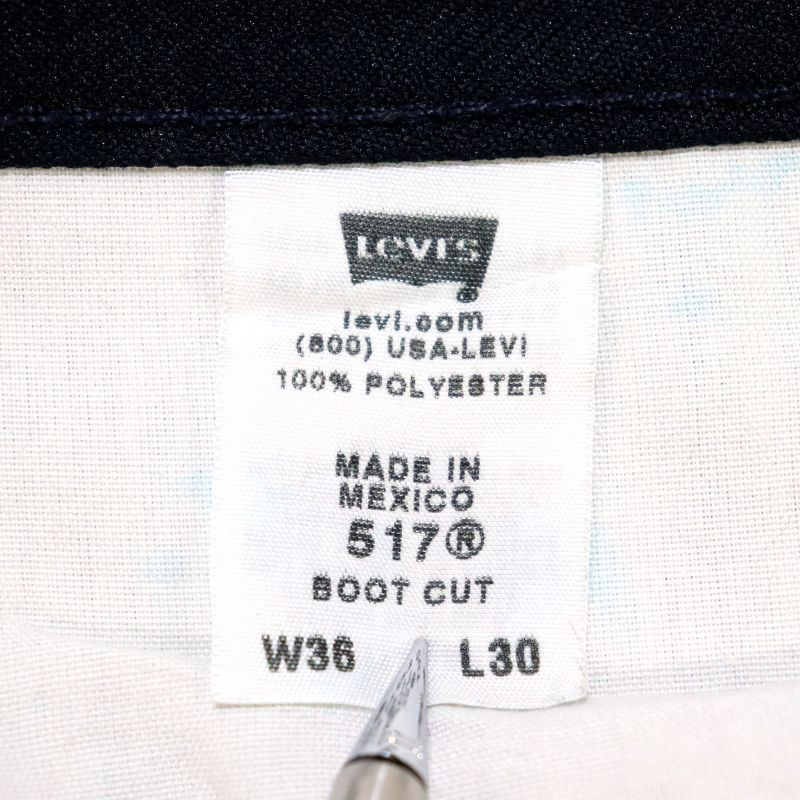 LEVI'S
®
levi.com
(800) USA-LEVI
100% POLYESTER
MADE IN
MEXICO
517®
BOOT CUT
W36 L30